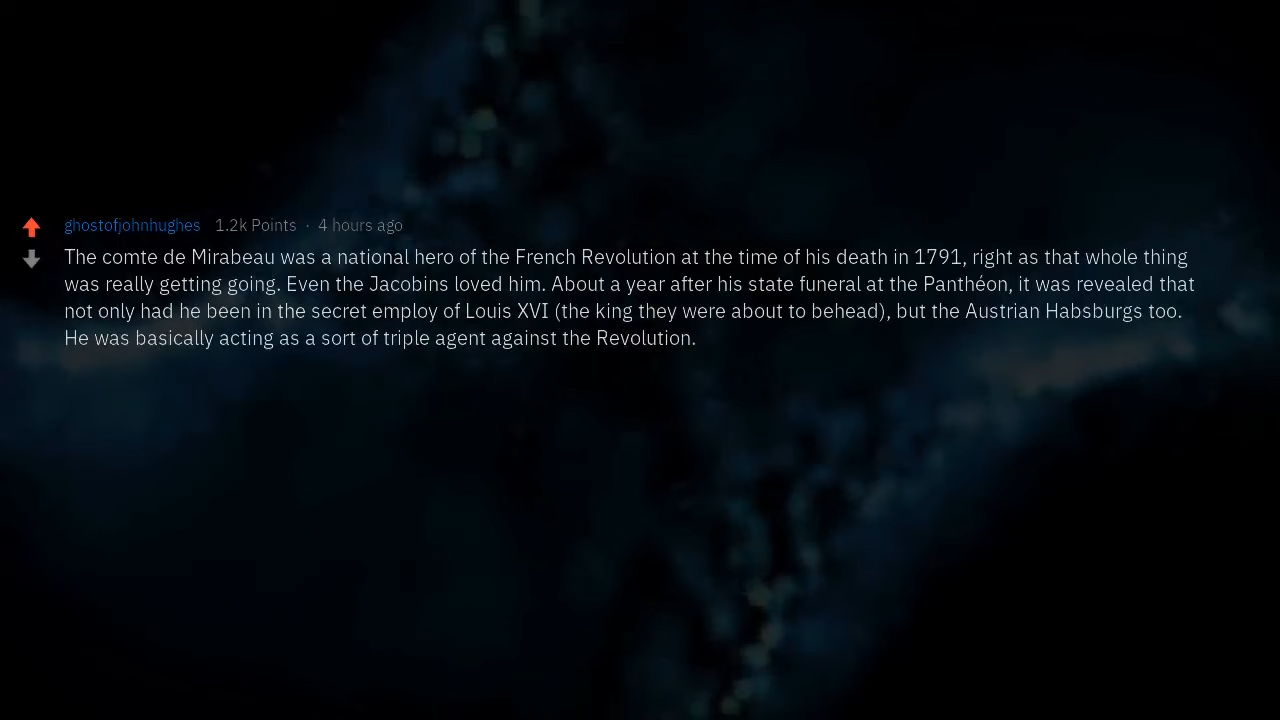 ghostofjohnhughes 1.2k Points · 4 hours ago
The comte de Mirabeau was a national hero of the French Revolution at the time of his death in 1791, right as that whole thing
was really getting going. Even the Jacobins loved him. About a year after his state funeral at the Panthéon, it was revealed that
not only had he been in the secret employ of Louis XVI (the king they were about to behead), but the Austrian Habsburgs too.
He was basically acting as a sort of triple agent against the Revolution.